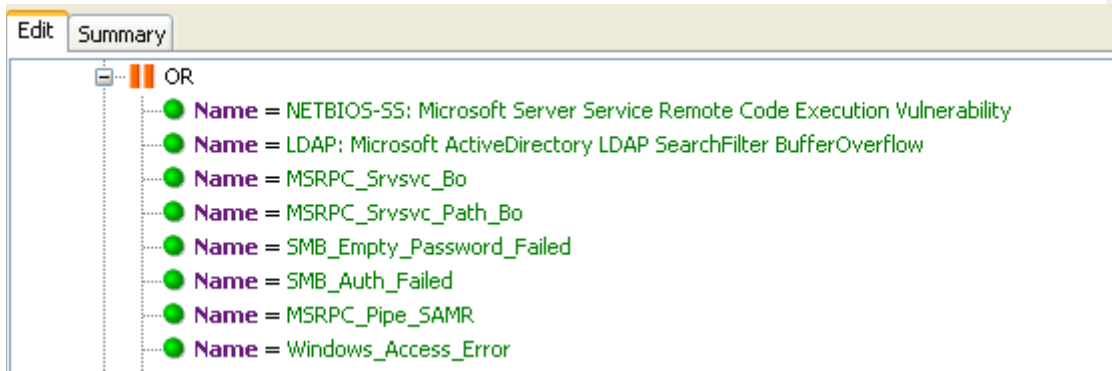 Edit Summary
OR
Name = NETBIOS-SS: Microsoft Server Service Remote Code Execution Vulnerability
Name = LDAP: Microsoft ActiveDirectory LDAP SearchFilter BufferOverflow
Name = MSRPC_Srvsvc_Bo
Name = MSRPC_Srvsvc_Path_Bo
Name = SMB_Empty_Password_Failed
Name = SMB_Auth_Failed
Name = MSRPC_Pipe_SAMR
Name = Windows_Access_Error